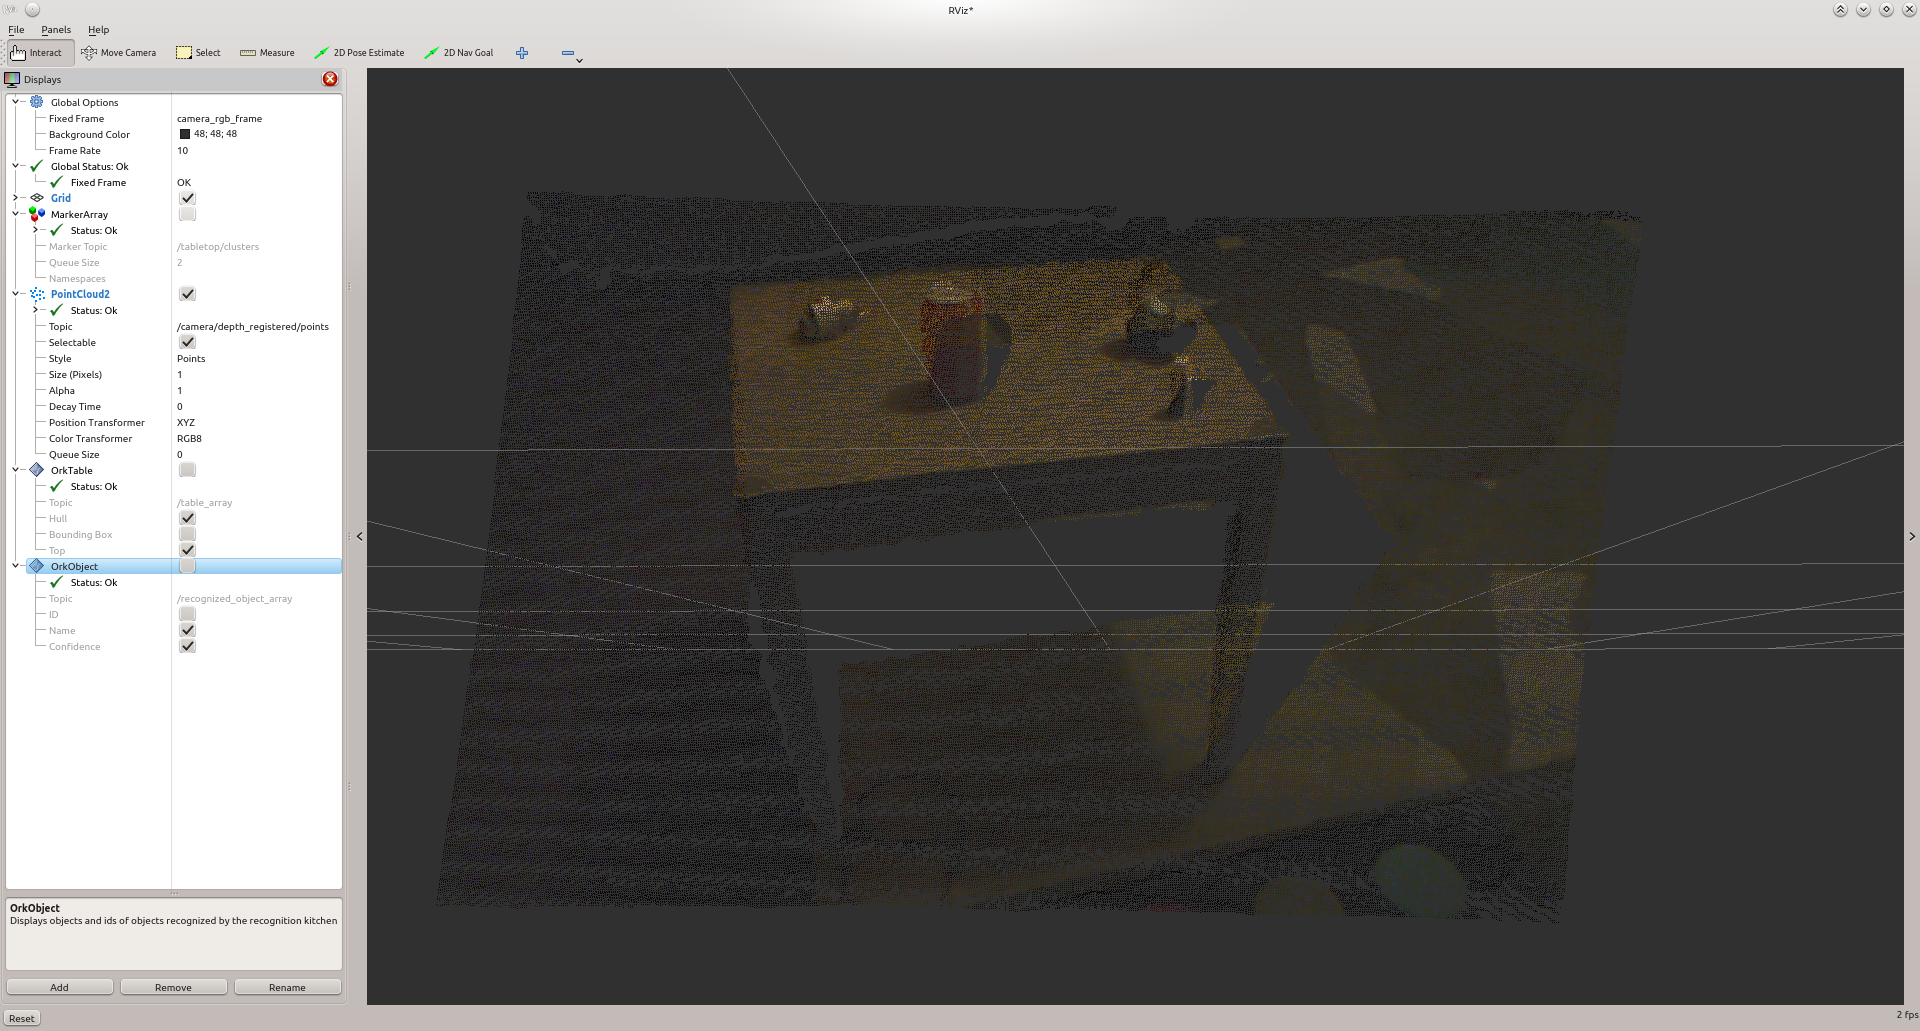 RViz*
File Panels Help
Interact Move Camera Select Measure 2D Pose Estimate 2D Nav Goal
Displays
Global Options
Fixed Frame camera_rgb_frame
Background Color 48; 48; 48
Frame Rate 10
Global Status: Ok
Fixed Frame OK
Grid
MarkerArray
Status: Ok
Marker Topic /tabletop/clusters
Queue Size 2
Namespaces
PointCloud2
Status: Ok
Topic /camera/depth_registered/points
Selectable
Style Points
Size (Pixels) 1
Alpha 1
Decay Time 0
Position Transformer XYZ
Color Transformer RGB8
Queue Size 0
OrkTable
Status: Ok
Topic /table_array
Hull
Bounding Box
Top
OrkObject
Status: Ok
Topic /recognized_object_array
ID
Name
Confidence
OrkObject
Displays objects and ids of objects recognized by the recognition kitchen
Add Remove Rename
Reset
2 fps